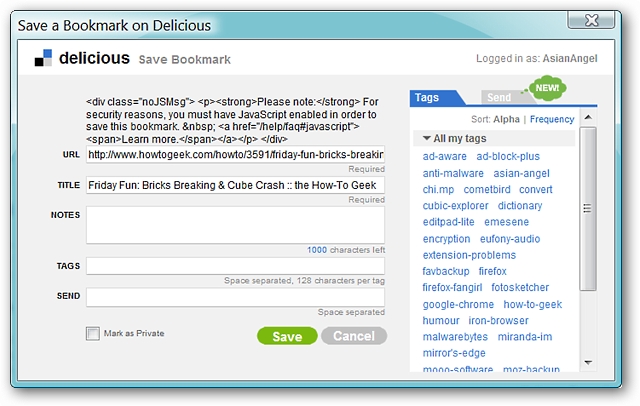 Save a Bookmark on Delicious
delicious Save Bookmark
Logged in as: AsianAngel
<div class="noJSMsg"> <p><strong>Please note:</strong> For
security reasons, you must have JavaScript enabled in order to
save this bookmark. &nbsp; <a href="/help/faq#javascript">
<span>Learn more.</span></a></p> </div>
URL http://www.howtogeek.com/howto/3591/friday-fun-bricks-breakin
Required
TITLE Friday Fun: Bricks Breaking & Cube Crash :: the How-To Geek
Required
NOTES
1000 characters left
TAGS
Space separated, 128 characters per tag
SEND
Space separated
Mark as Private
Save Cancel
Tags Send NEW!
Sort: Alpha | Frequency
All my tags
ad-aware ad-block-plus
anti-malware asian-angel
chi.mp cometbird convert
cubic-explorer dictionary
editpad-lite emesene
encryption eufony-audio
extension-problems
favbackup firefox
firefox-fangirl fotosketcher
google-chrome how-to-geek
humour iron-browser
malwarebytes miranda-im
mirror's-edge
mooo-software moz-backup